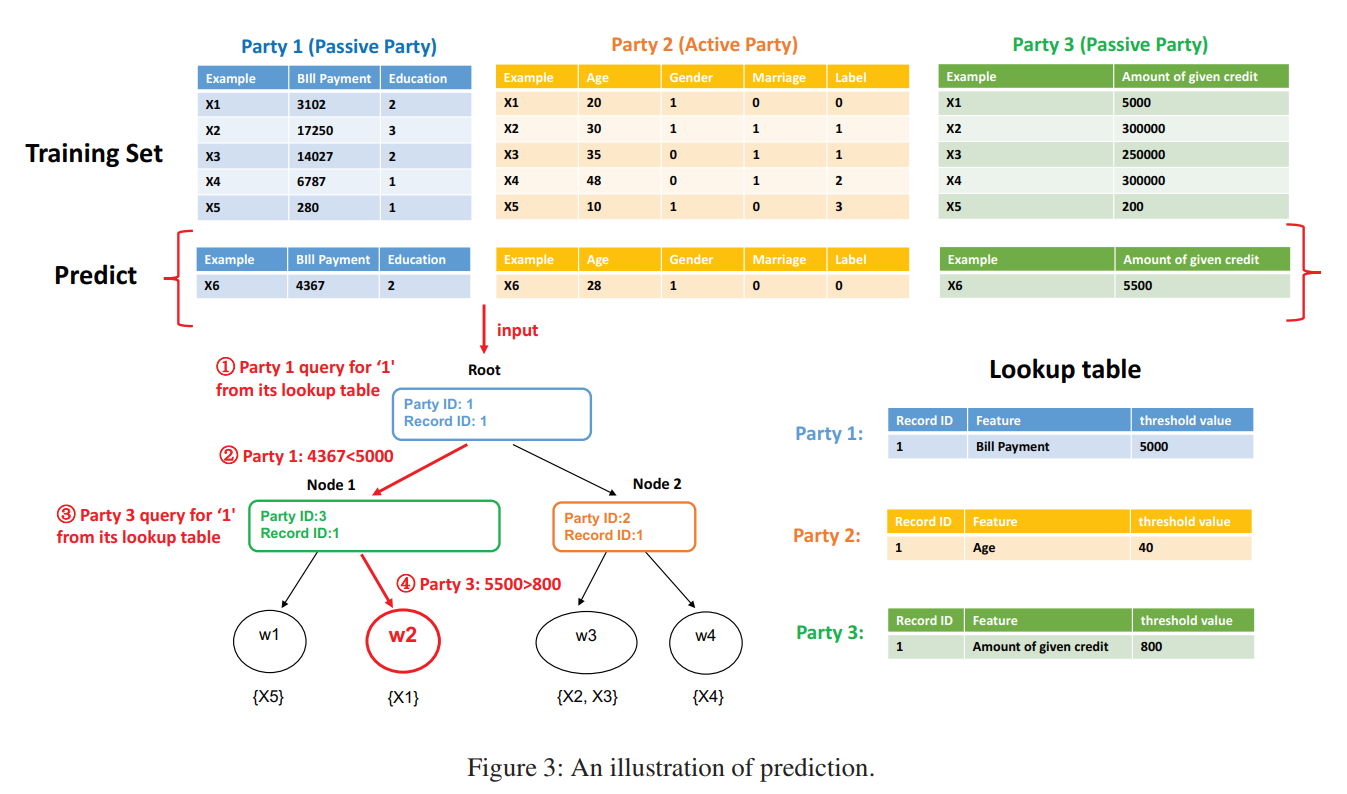 Party 1 (Passive Party)
Party 2 (Active Party)
Party 3 (Passive Party)
Training Set
Example BIll Payment Education
X1 3102 2
X2 17250 3
X3 14027 2
X4 6787 1
X5 280 1
Example Age Gender Marriage Label
X1 20 1 0 0
X2 30 1 1 1
X3 35 0 1 1
X4 48 0 1 2
X5 10 1 0 3
Example Amount of given credit
X1 5000
X2 300000
X3 250000
X4 300000
X5 200
Predict
Example BIll Payment Education
X6 4367 2
Example Age Gender Marriage Label
X6 28 1 0 0
Example Amount of given credit
X6 5500
input
① Party 1 query for ‘1'
from its lookup table
Root
Party ID: 1
Record ID: 1
② Party 1: 4367<5000
Node 1
Node 2
③ Party 3 query for ‘1'
from its lookup table
Party ID:3
Record ID:1
Party ID:2
Record ID:1
④ Party 3: 5500>800
w1
w2
w3
w4
{X5}
{X1}
{X2, X3}
{X4}
Lookup table
Party 1:
Record ID Feature threshold value
1 Bill Payment 5000
Party 2:
Record ID Feature threshold value
1 Age 40
Party 3:
Record ID Feature threshold value
1 Amount of given credit 800
Figure 3: An illustration of prediction.